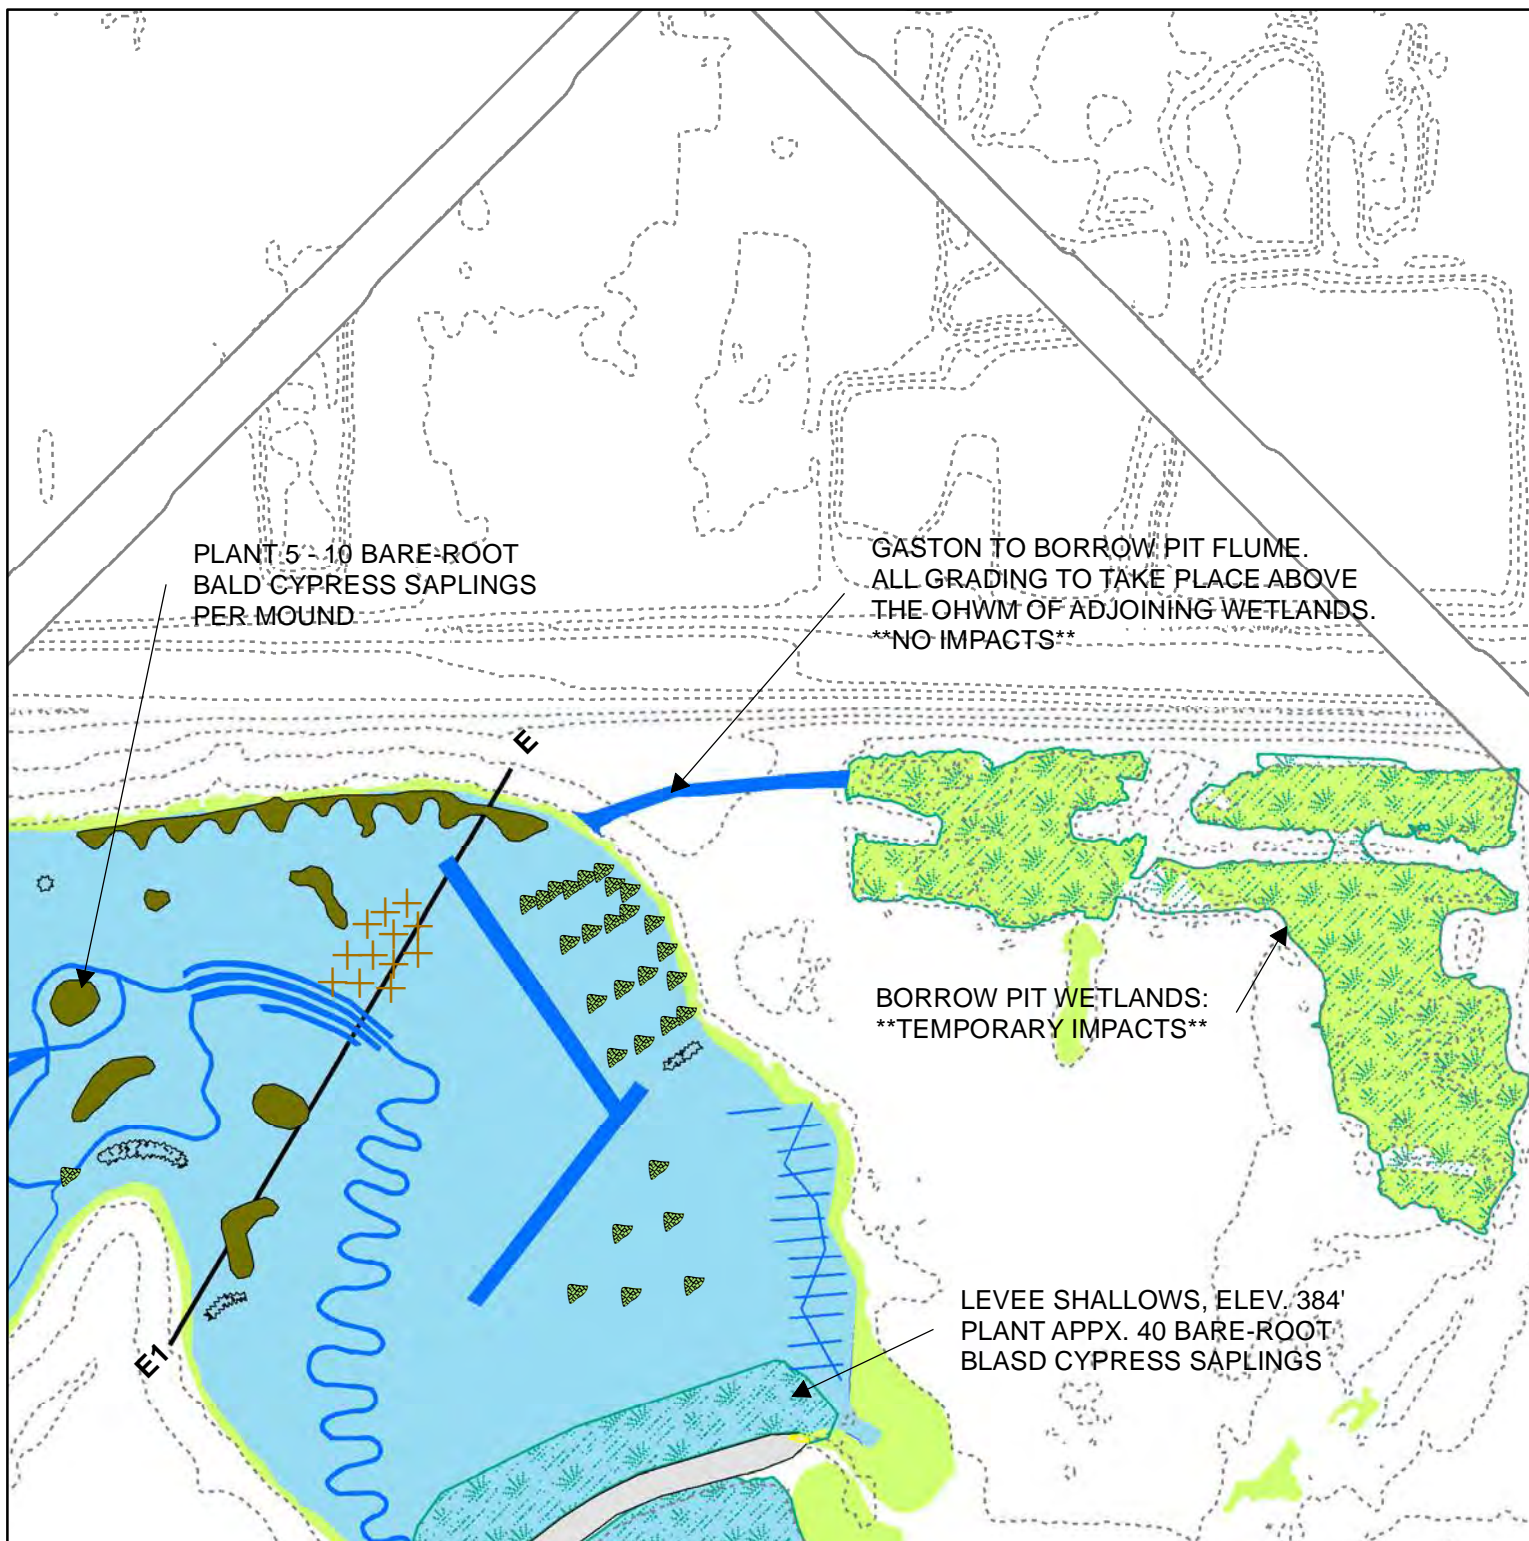 PLANT 5 - 10 BARE-ROOT
BALD CYPRESS SAPLINGS
PER MOUND
GASTON TO BORROW PIT FLUME.
ALL GRADING TO TAKE PLACE ABOVE
THE OHWM OF ADJOINING WETLANDS.
**NO IMPACTS**
E
BORROW PIT WETLANDS:
**TEMPORARY IMPACTS**
LEVEE SHALLOWS, ELEV. 384'
PLANT APPX. 40 BARE-ROOT
BLASD CYPRESS SAPLINGS
E1